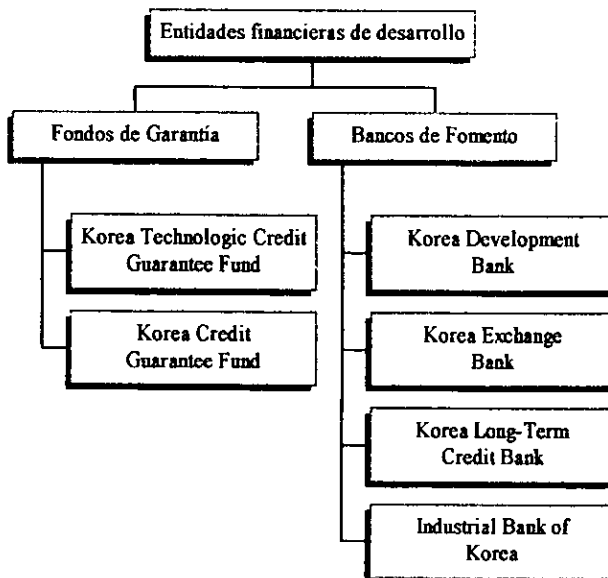 Entidades financieras de desarrollo
Fondos de Garantía
Bancos de Fomento
Korea Technologic Credit
Guarantee Fund
Korea Credit
Guarantee Fund
Korea Development
Bank
Korea Exchange
Bank
Korea Long-Term
Credit Bank
Industrial Bank of
Korea